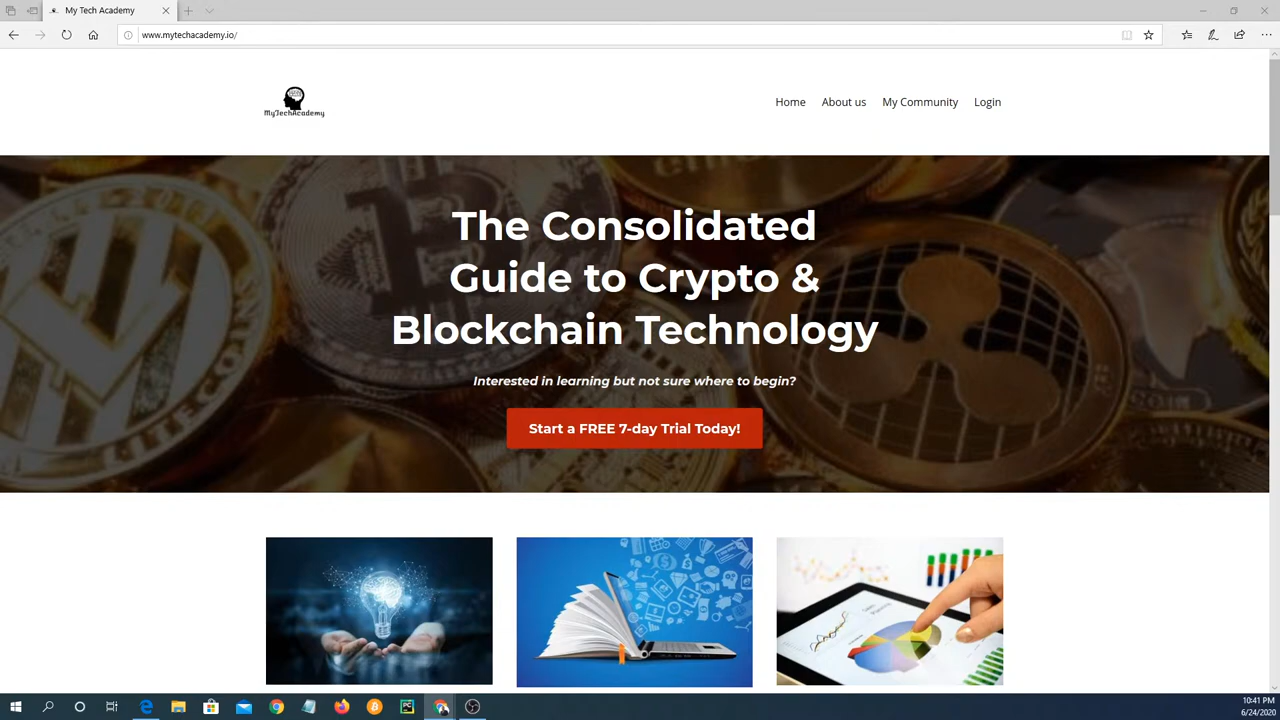 My Tech Academy
www.mytechacademy.io/
MyTechAcademy
Home About us My Community Login
The Consolidated
Guide to Crypto &
Blockchain Technology
Interested in learning but not sure where to begin?
Start a FREE 7-day Trial Today!
LITECOIN
PC
10:41 PM
6/24/2020